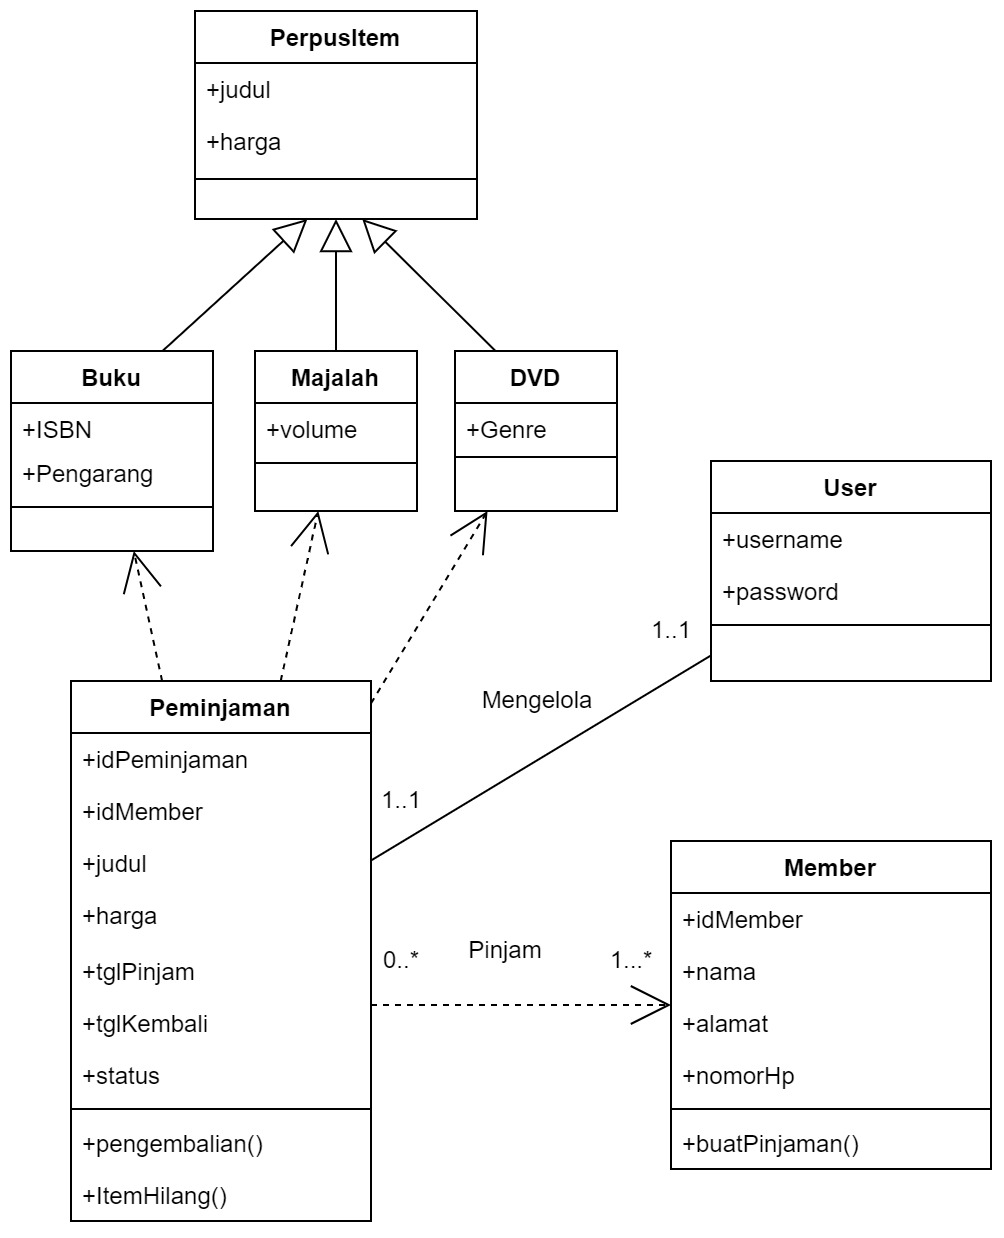 PerpusItem
+judul
+harga
Buku
+ISBN
+Pengarang
Majalah
+volume
DVD
+Genre
User
+username
+password
1..1
Mengelola
1..1
Peminjaman
+idPeminjaman
+idMember
+judul
+harga
+tglPinjam
+tglKembali
+status
+pengembalian()
+ItemHilang()
0..*
Pinjam
1...*
Member
+idMember
+nama
+alamat
+nomorHp
+buatPinjaman()